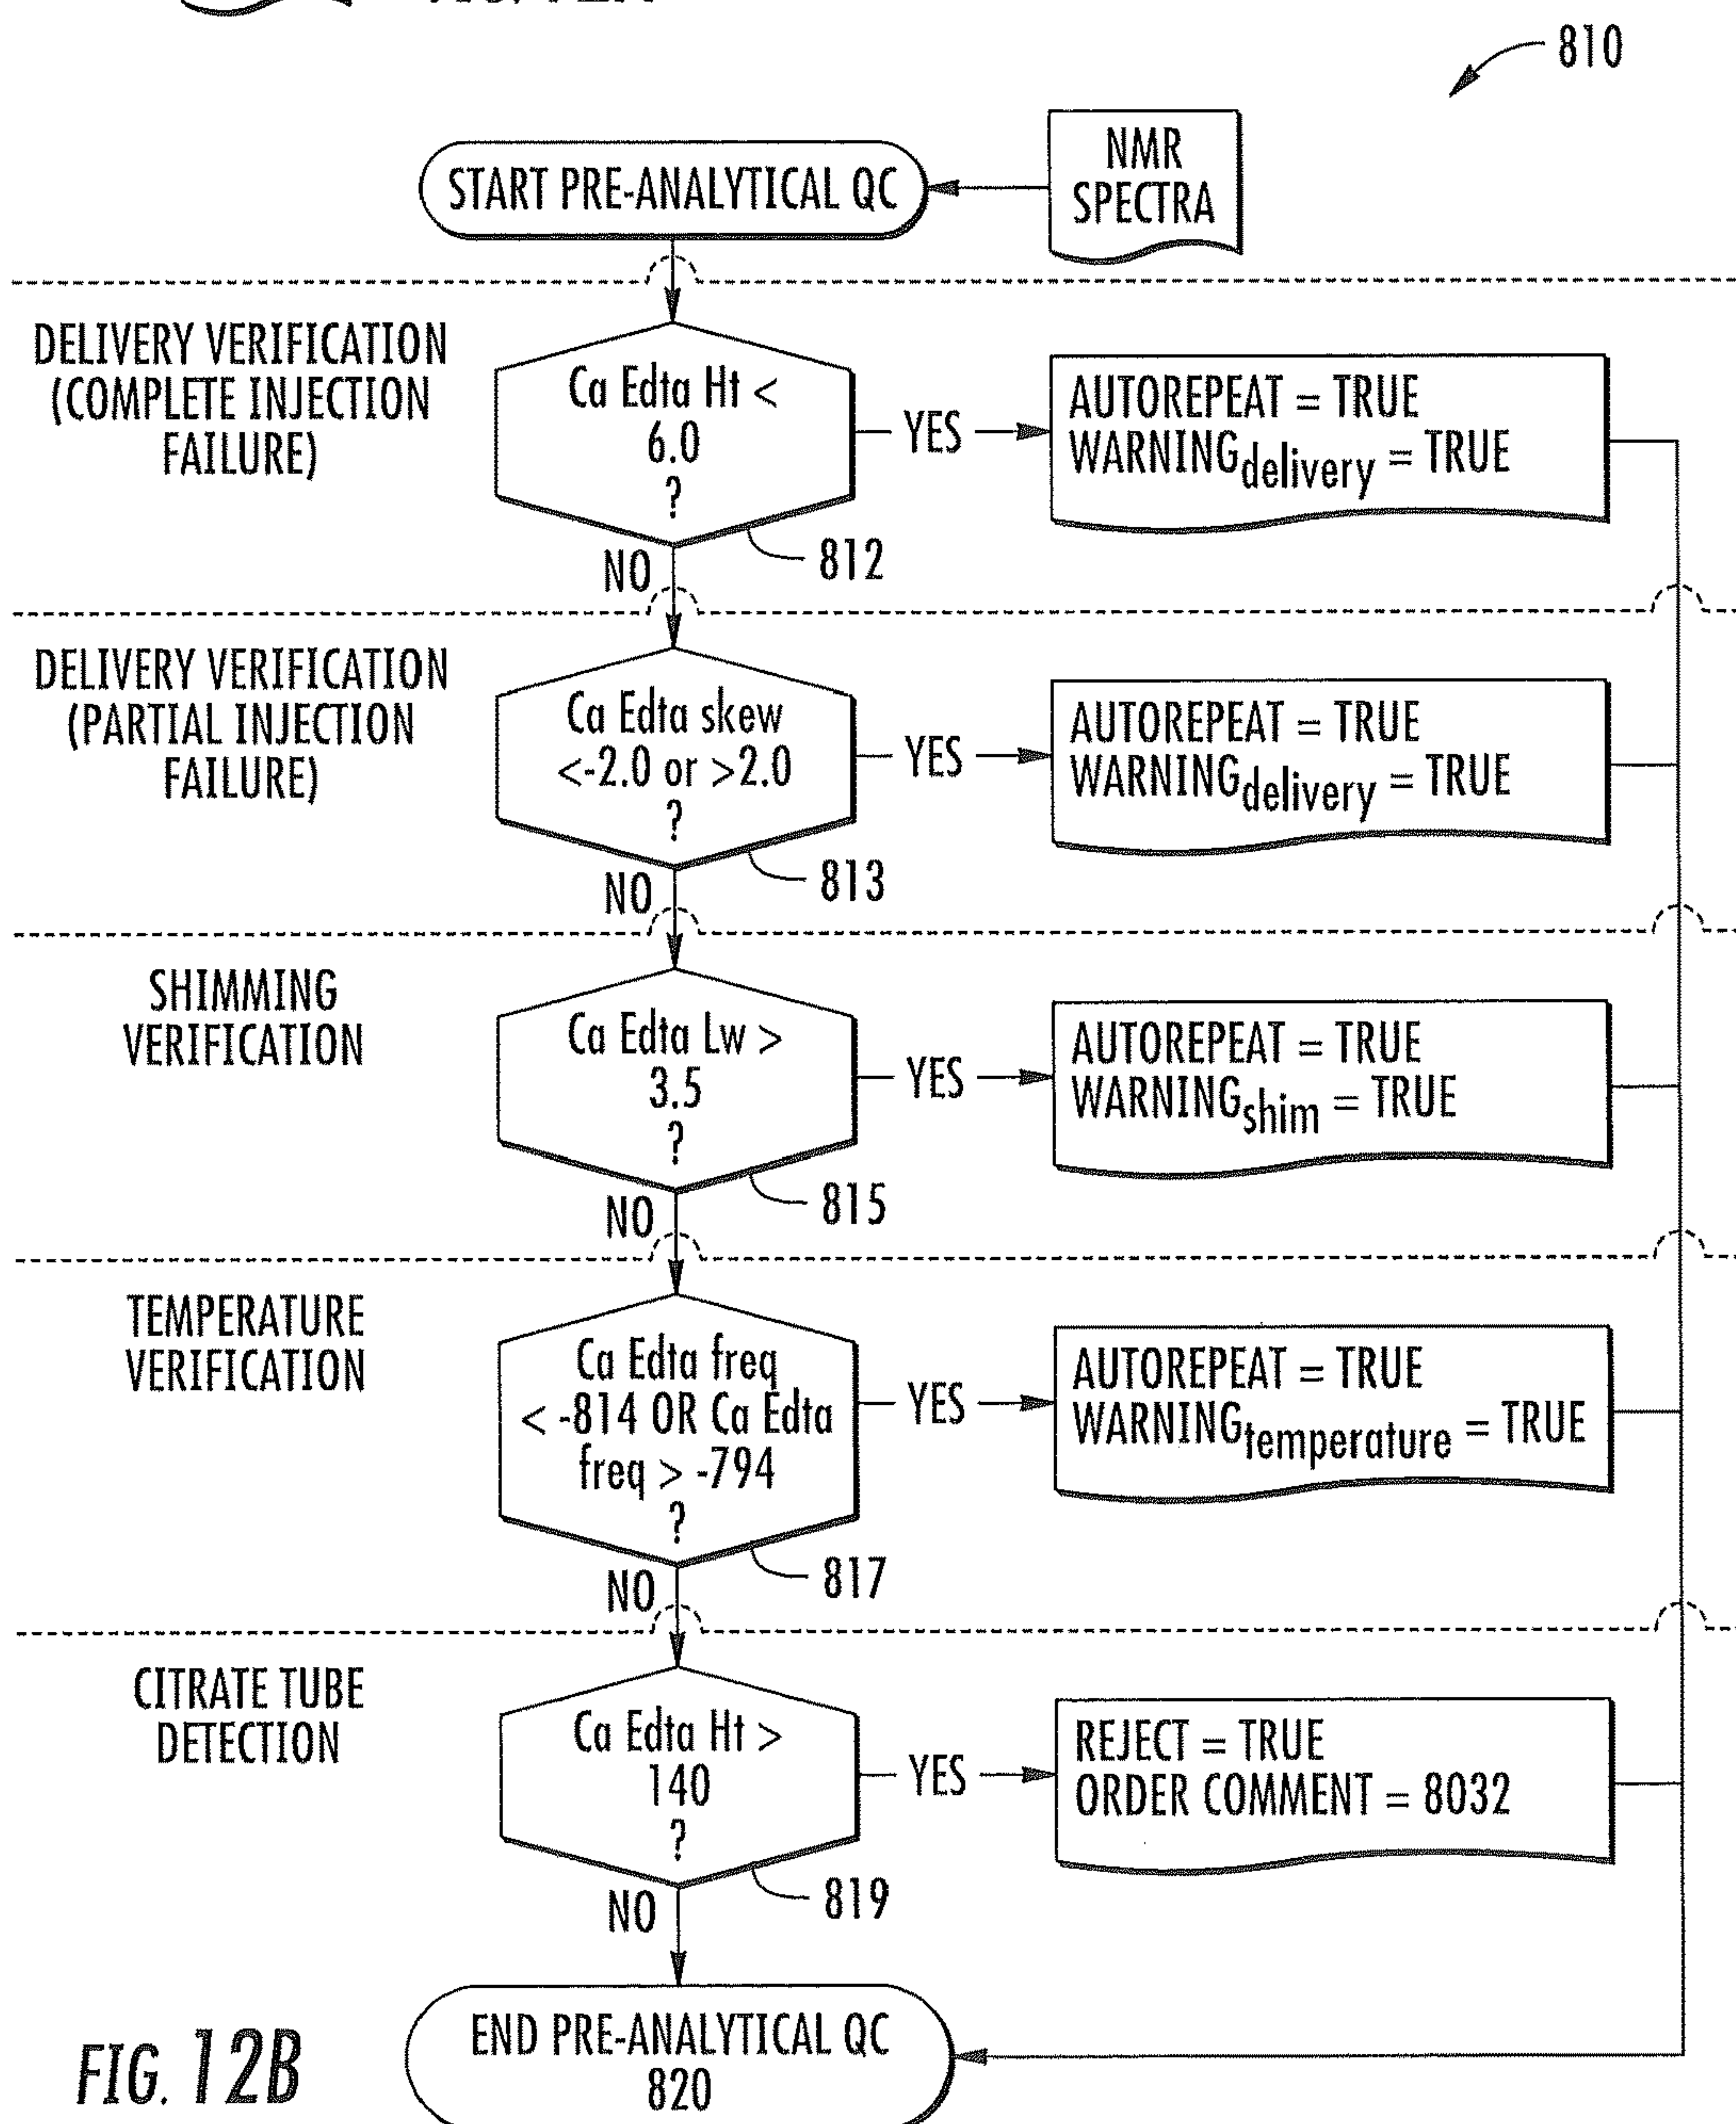 810
NMR
SPECTRA
START PRE-ANALYTICAL QC
DELIVERY VERIFICATION
(COMPLETE INJECTION
FAILURE)
Ca Edta Ht <
6.0
?
YES
AUTOREPEAT = TRUE
WARNINGdelivery = TRUE
812
NO
DELIVERY VERIFICATION
(PARTIAL INJECTION
FAILURE)
Ca Edta skew
<-2.0 or >2.0
?
YES
AUTOREPEAT = TRUE
WARNINGdelivery = TRUE
813
NO
SHIMMING
VERIFICATION
Ca Edta Lw >
3.5
?
YES
AUTOREPEAT = TRUE
WARNINGshim = TRUE
815
NO
TEMPERATURE
VERIFICATION
Ca Edta freq
< -814 OR Ca Edta
freq > -794
?
YES
AUTOREPEAT = TRUE
WARNINGtemperature = TRUE
817
NO
CITRATE TUBE
DETECTION
Ca Edta Ht >
140
?
YES
REJECT = TRUE
ORDER COMMENT = 8032
819
NO
END PRE-ANALYTICAL QC
820
FIG. 12B